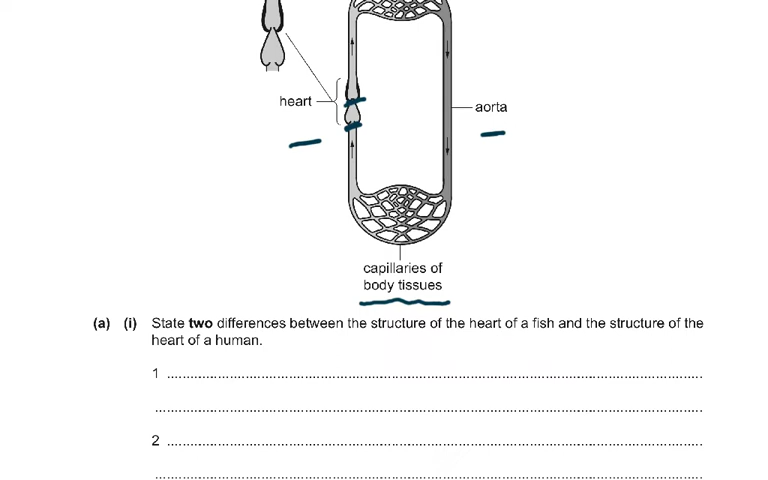 heart
aorta
capillaries of
body tissues
(a) (i) State two differences between the structure of the heart of a fish and the structure of the
heart of a human.
1 ........................................................................................................................
........................................................................................................................
2 ........................................................................................................................
........................................................................................................................